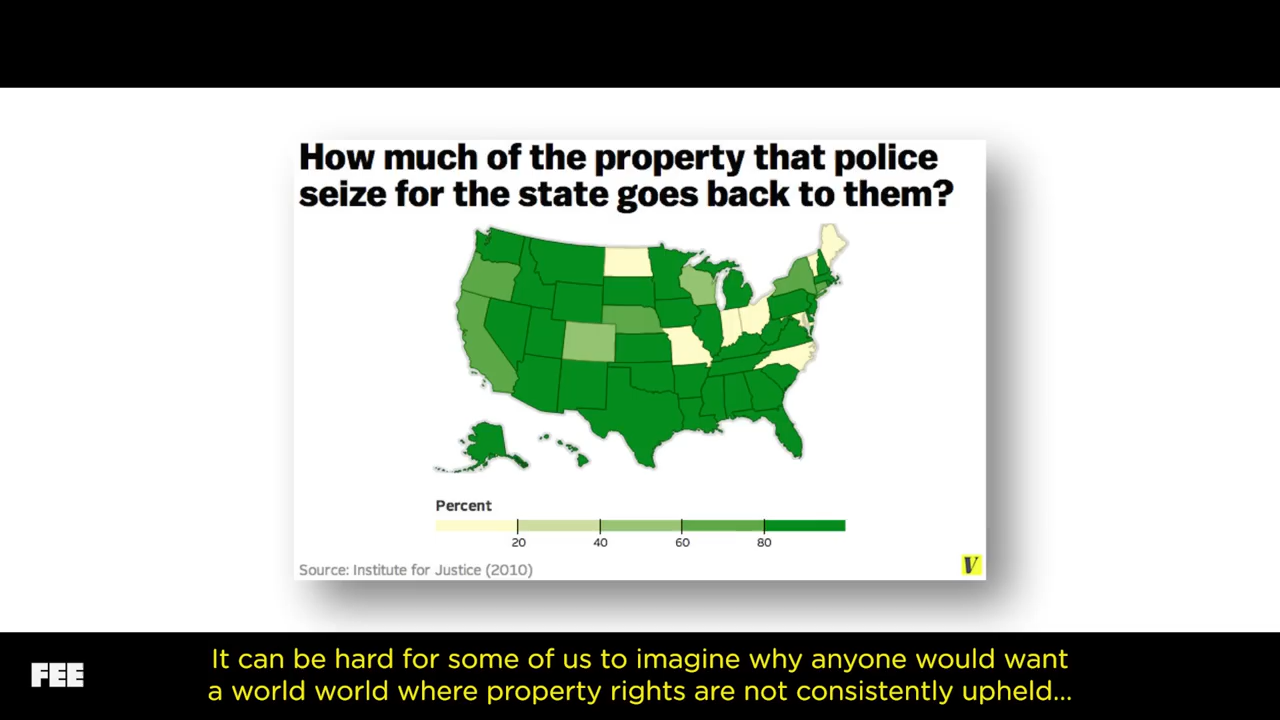 How much of the property that police
seize for the state goes back to them?
Percent
20 40 60 80
Source: Institute for Justice (2010)
V
FEE
It can be hard for some of us to imagine why anyone would want
a world world where property rights are not consistently upheld...